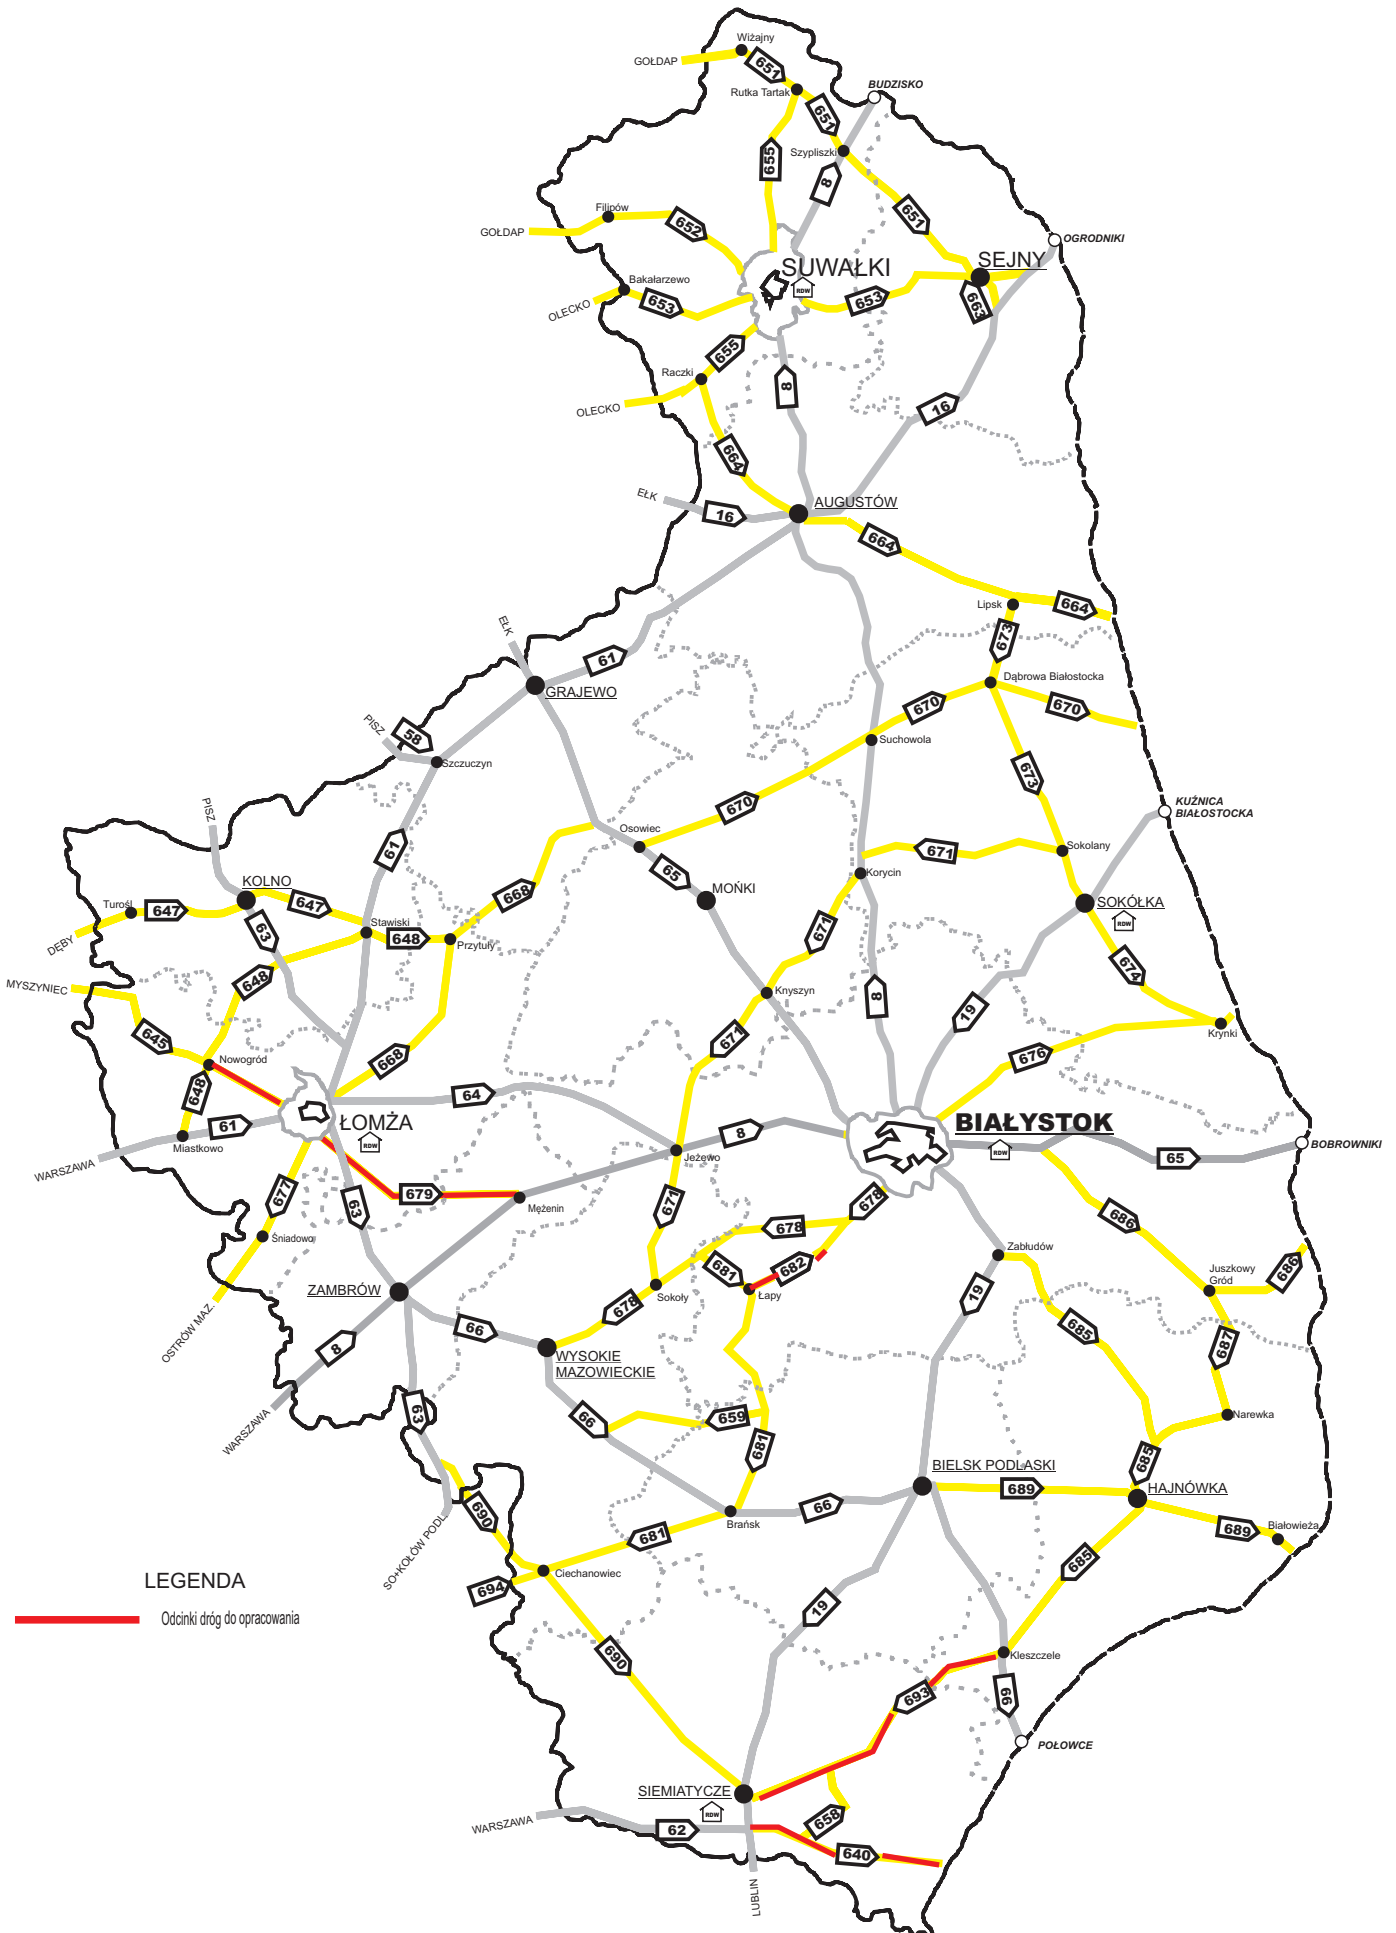 Wiżajny
GOŁDAP
651
BUDZISKO
Rutka Tartak
651
655
Szypliszki
8
Filipów
652
651
GOŁDAP
OGRODNIKI
SUWAŁKI
SEJNY
RDW
Bakałarzewo
653
653
663
OLECKO
655
Raczki
8
OLECKO
16
664
EŁK
16
AUGUSTÓW
664
Lipsk
664
EŁK
673
61
GRAJEWO
Dąbrowa Białostocka
670
670
PISZ
58
Suchowola
Szczuczyn
673
PISZ
670
KUŹNICA
BIAŁOSTOCKA
Osowiec
61
671
Sokolany
65
Korycin
KOLNO
668
MOŃKI
SOKÓŁKA
RDW
Turośl
647
647
Stawiski
648
Przytuły
63
671
DĘBY
674
648
MYSZYNIEC
Knyszyn
8
19
645
671
Krynki
Nowogród
668
676
648
64
61
ŁOMŻA
RDW
BIAŁYSTOK
RDW
Miastkowo
8
65
BOBROWNIKI
WARSZAWA
Jeżewo
677
63
679
Mężenin
671
678
678
686
Śniadowo
Zabłudów
681
682
Juszkowy
Gród
686
ZAMBRÓW
Sokoły
Łapy
19
OSTRÓW MAZ.
678
66
685
8
WYSOKIE
MAZOWIECKIE
687
WARSZAWA
63
66
659
Narewka
681
BIELSK PODLASKI
685
689
HAJNÓWKA
690
66
Brańsk
689
Białowieża
681
SO+KOŁÓW PODL.
Ciechanowiec
694
685
LEGENDA
Odcinki dróg do opracowania
19
690
Kleszczele
693
66
POŁOWCE
SIEMIATYCZE
RDW
WARSZAWA
62
658
640
LUBLIN